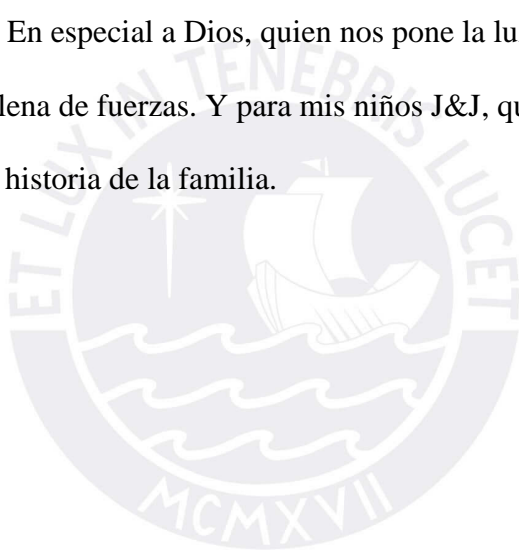 En especial a Dios, quien nos pone la lu
lena de fuerzas. Y para mis niños J&J, qu
historia de la familia.
ET LUX IN TENEBRIS LUCET
MCMXVII